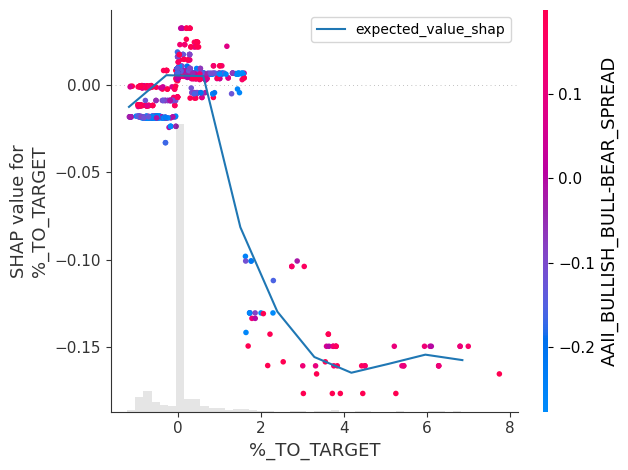 expected_value_shap
0.00
−0.05
−0.10
−0.15
SHAP value for
%_TO_TARGET
0
2
4
6
8
%_TO_TARGET
0.1
0.0
−0.1
−0.2
AAII_BULLISH_BULL-BEAR_SPREAD